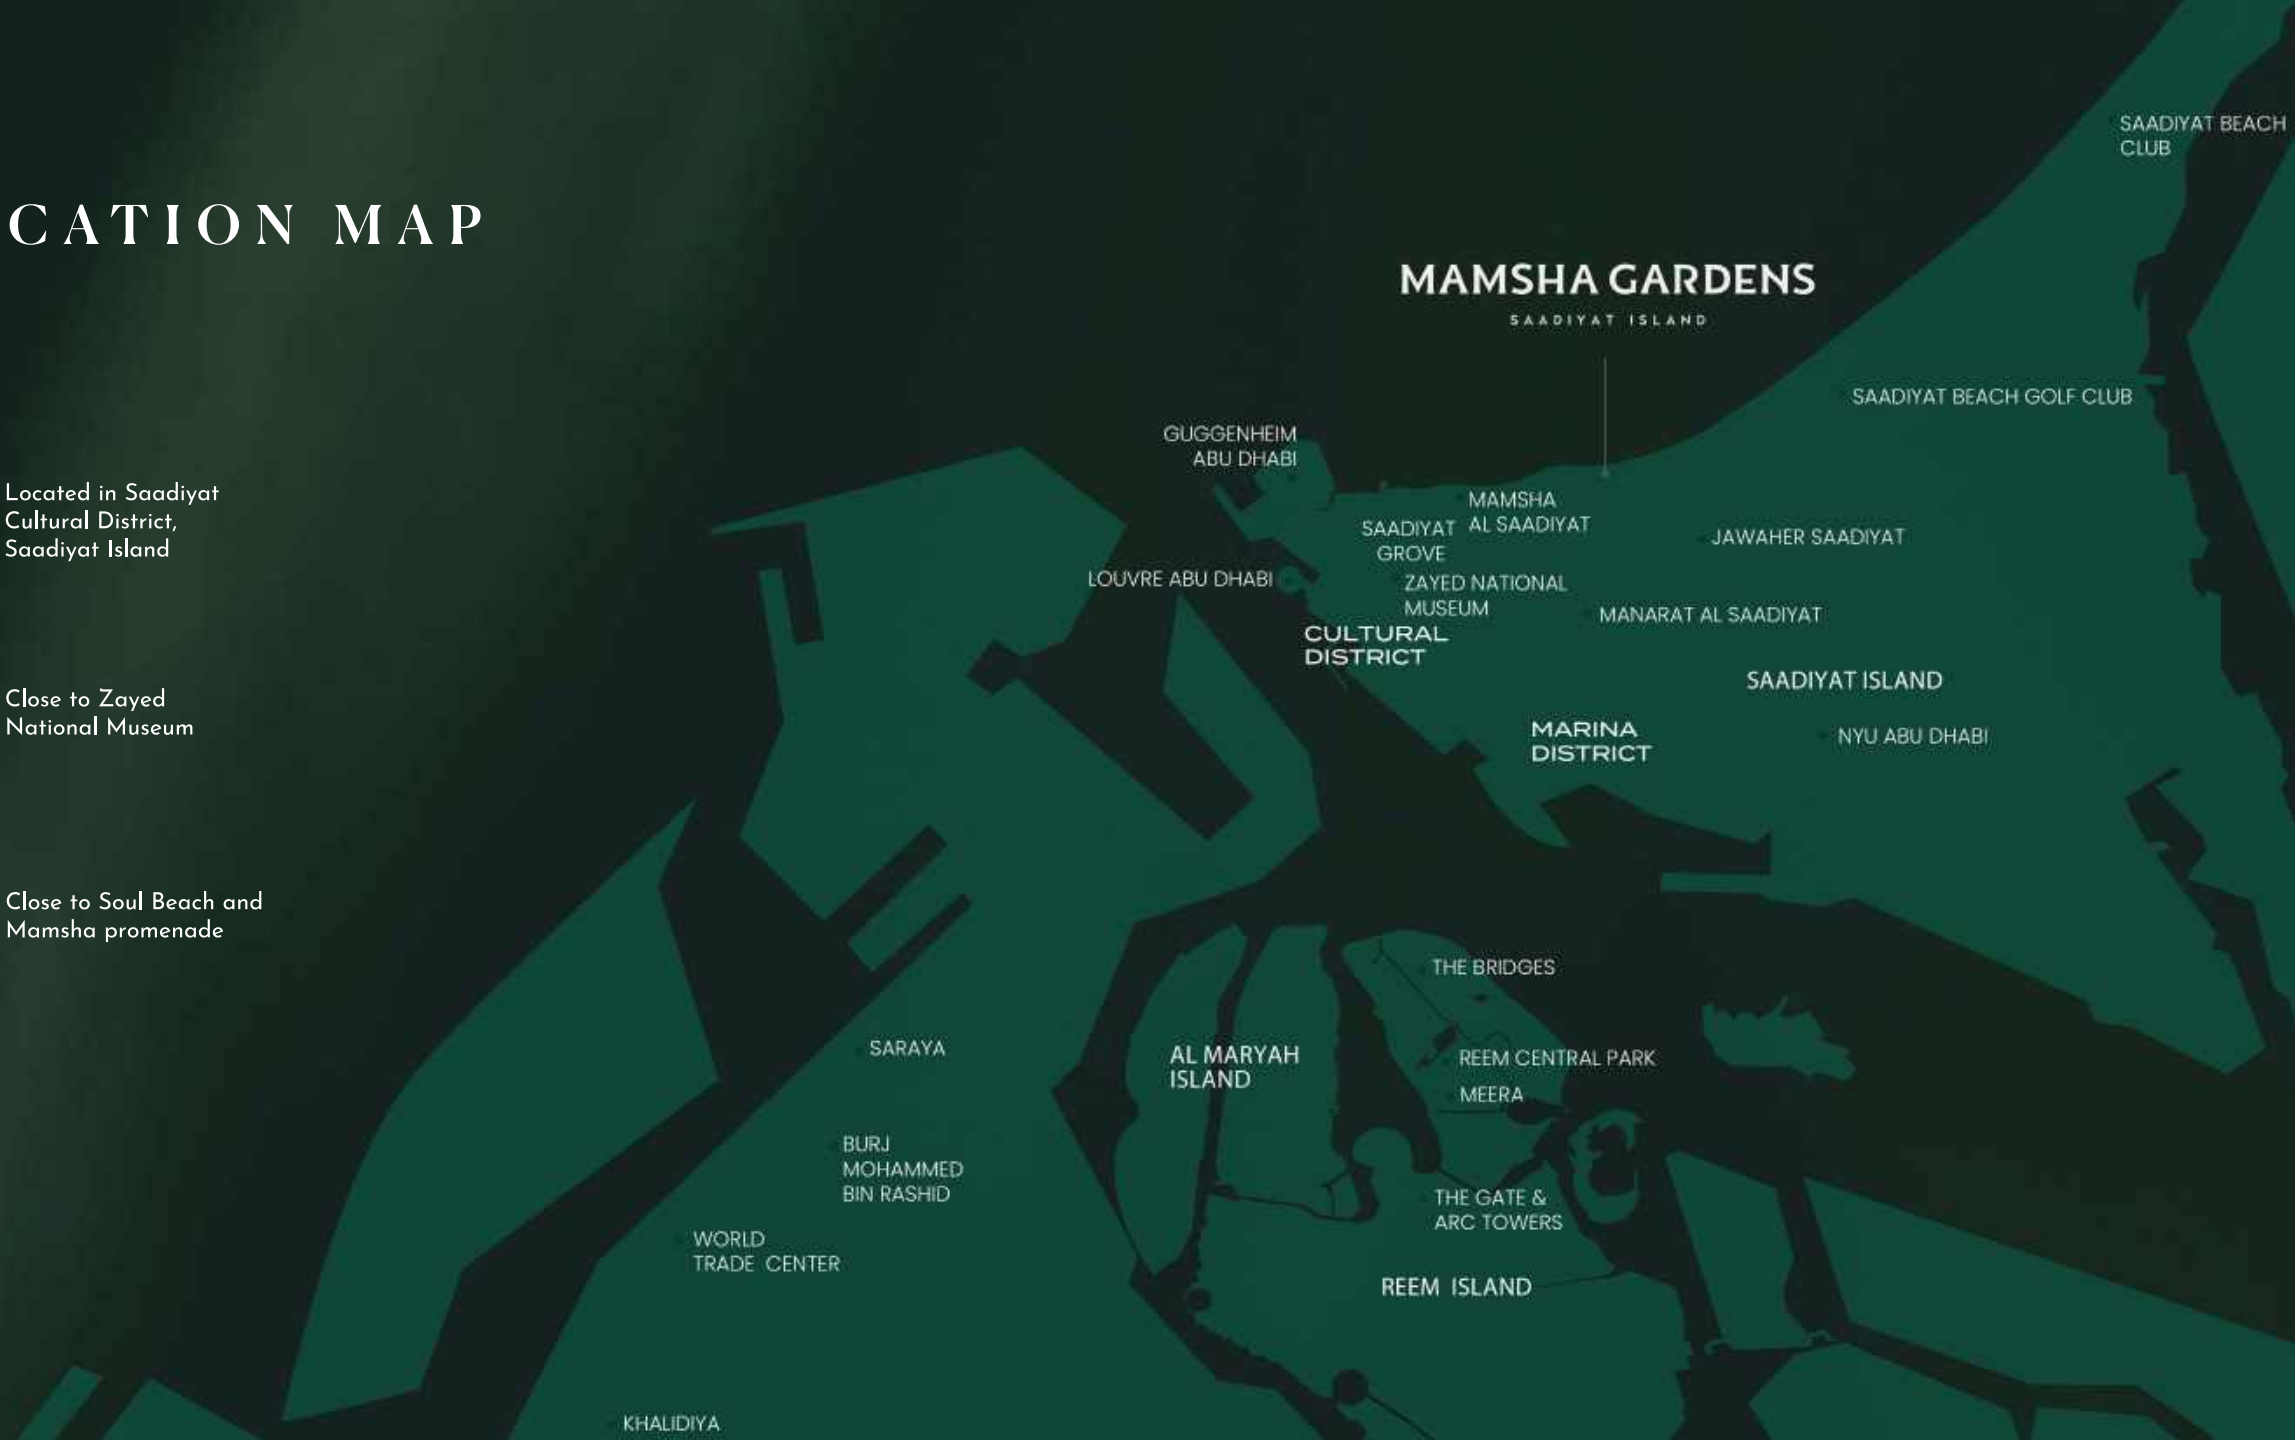 CATION MAP
Located in Saadiyat
Cultural District,
Saadiyat Island
Close to Zayed
National Museum
Close to Soul Beach and
Mamsha promenade
SAADIYAT BEACH
CLUB
MAMSHA GARDENS
SAADIYAT ISLAND
SAADIYAT BEACH GOLF CLUB
GUGGENHEIM
ABU DHABI
MAMSHA
AL SAADIYAT
SAADIYAT
GROVE
JAWAHER SAADIYAT
LOUVRE ABU DHABI
ZAYED NATIONAL
MUSEUM
MANARAT AL SAADIYAT
CULTURAL
DISTRICT
SAADIYAT ISLAND
MARINA
DISTRICT
NYU ABU DHABI
THE BRIDGES
SARAYA
AL MARYAH
ISLAND
REEM CENTRAL PARK
MEERA
BURJ
MOHAMMED
BIN RASHID
THE GATE &
ARC TOWERS
WORLD
TRADE CENTER
REEM ISLAND
KHALIDIYA